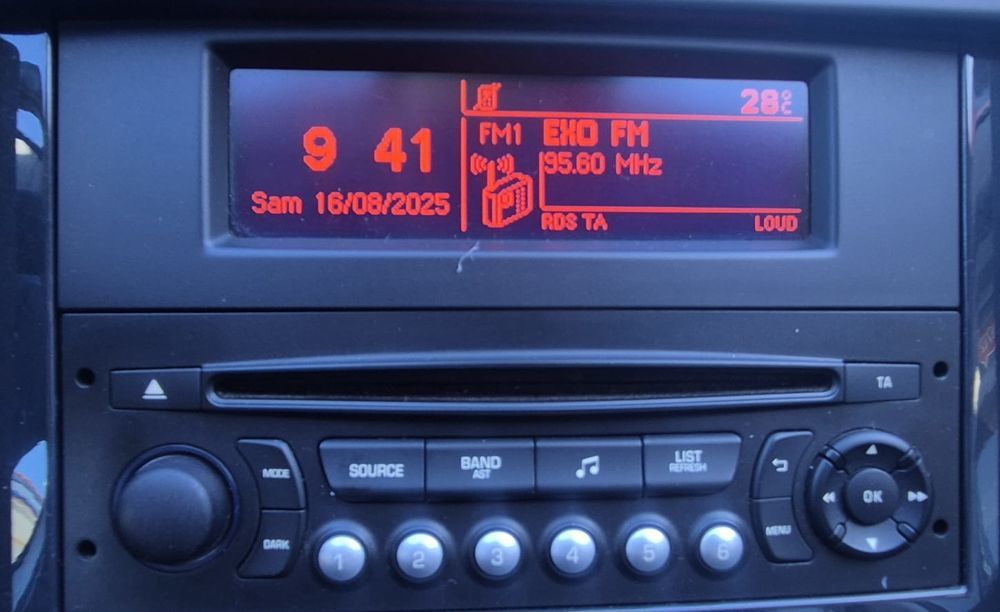 28°C
9 41
FM1 EXO FM
95.60 MHz
Sam 16/08/2025
RDS TA
LOUD
TA
MODE
SOURCE
BAND
AST
LIST
REFRESH
OK
DARK
MENU
1 2 3 4 5 6